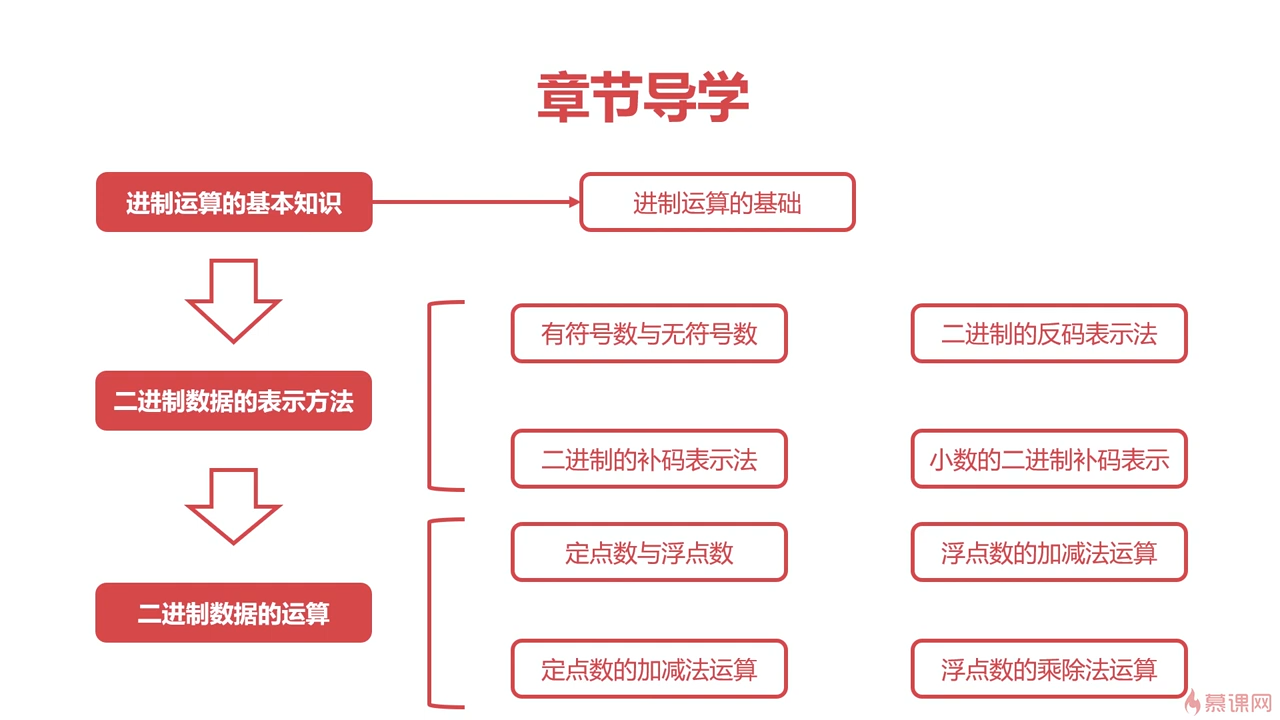 章节导学
进制运算的基本知识
进制运算的基础
二进制数据的表示方法
有符号数与无符号数
二进制的反码表示法
二进制的补码表示法
小数的二进制补码表示
二进制数据的运算
定点数与浮点数
浮点数的加减法运算
定点数的加减法运算
浮点数的乘除法运算
慕课网